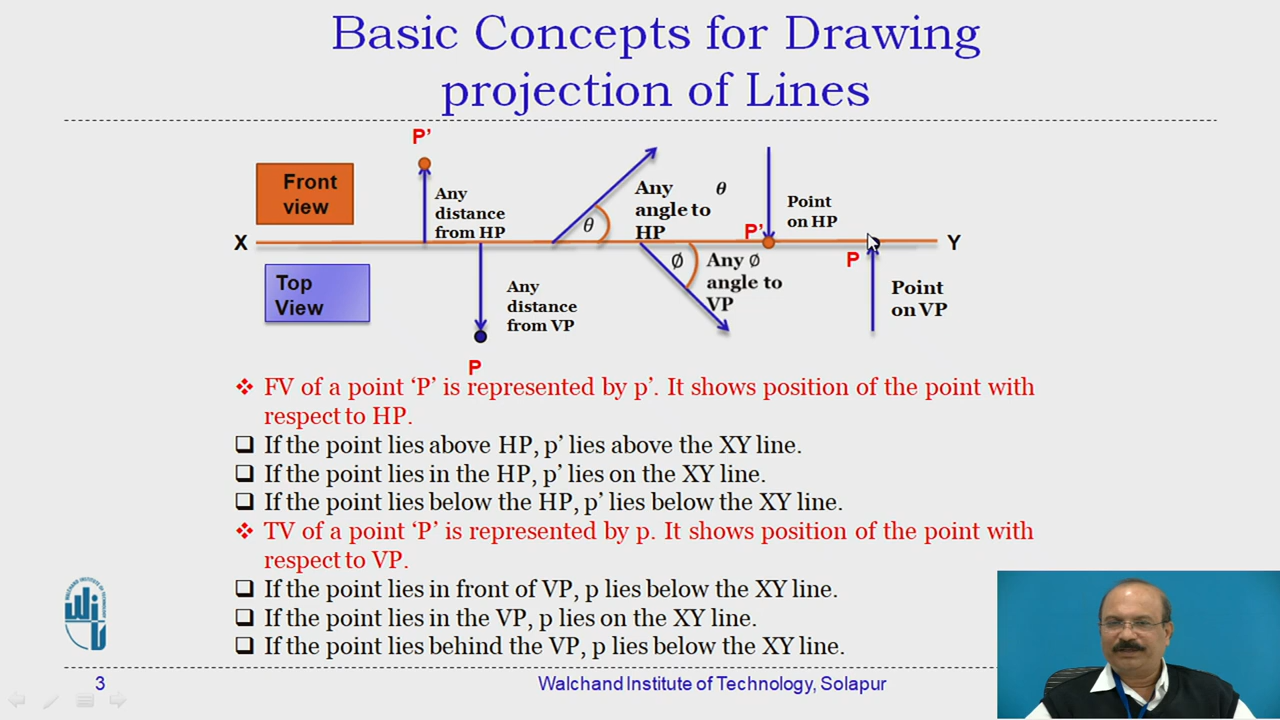 Basic Concepts for Drawing
projection of Lines
P’
Front
view
Any
distance
from HP
θ
Any
angle to
HP
θ
Point
on HP
P’
X
Y
Top
View
Any
distance
from VP
P
Ø
Any Ø
angle to
VP
P
Point
on VP
❖ FV of a point ‘P’ is represented by p’. It shows position of the point with
respect to HP.
❑ If the point lies above HP, p’ lies above the XY line.
❑ If the point lies in the HP, p’ lies on the XY line.
❑ If the point lies below the HP, p’ lies below the XY line.
❖ TV of a point ‘P’ is represented by p. It shows position of the point with
respect to VP.
❑ If the point lies in front of VP, p lies below the XY line.
❑ If the point lies in the VP, p lies on the XY line.
❑ If the point lies behind the VP, p lies below the XY line.
3
Walchand Institute of Technology, Solapur